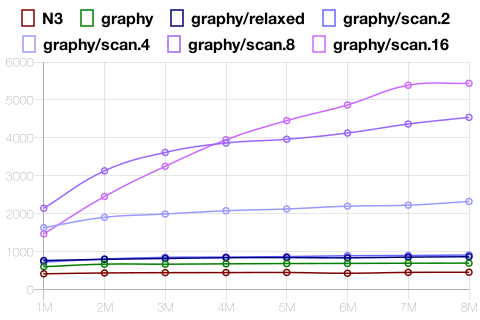 N3 graphy graphy/relaxed graphy/scan.2
graphy/scan.4 graphy/scan.8 graphy/scan.16
6000
5000
4000
3000
2000
1000
0
1M 2M 3M 4M 5M 6M 7M 8M